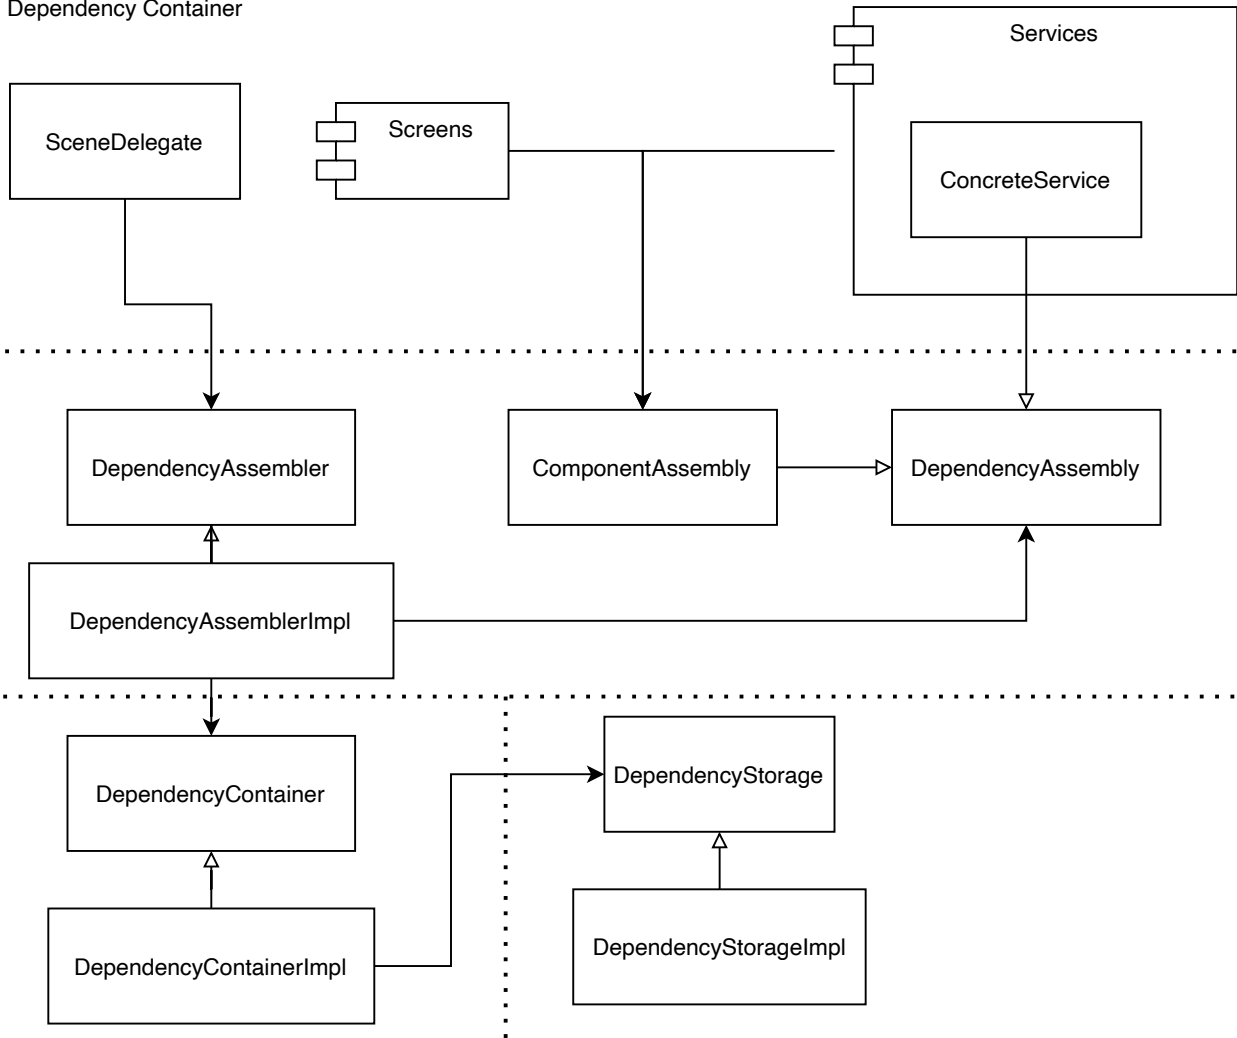 Dependency Container
Services
Screens
SceneDelegate
ConcreteService
DependencyAssembler
ComponentAssembly
DependencyAssembly
DependencyAssemblerImpl
DependencyStorage
DependencyContainer
DependencyStorageImpl
DependencyContainerImpl